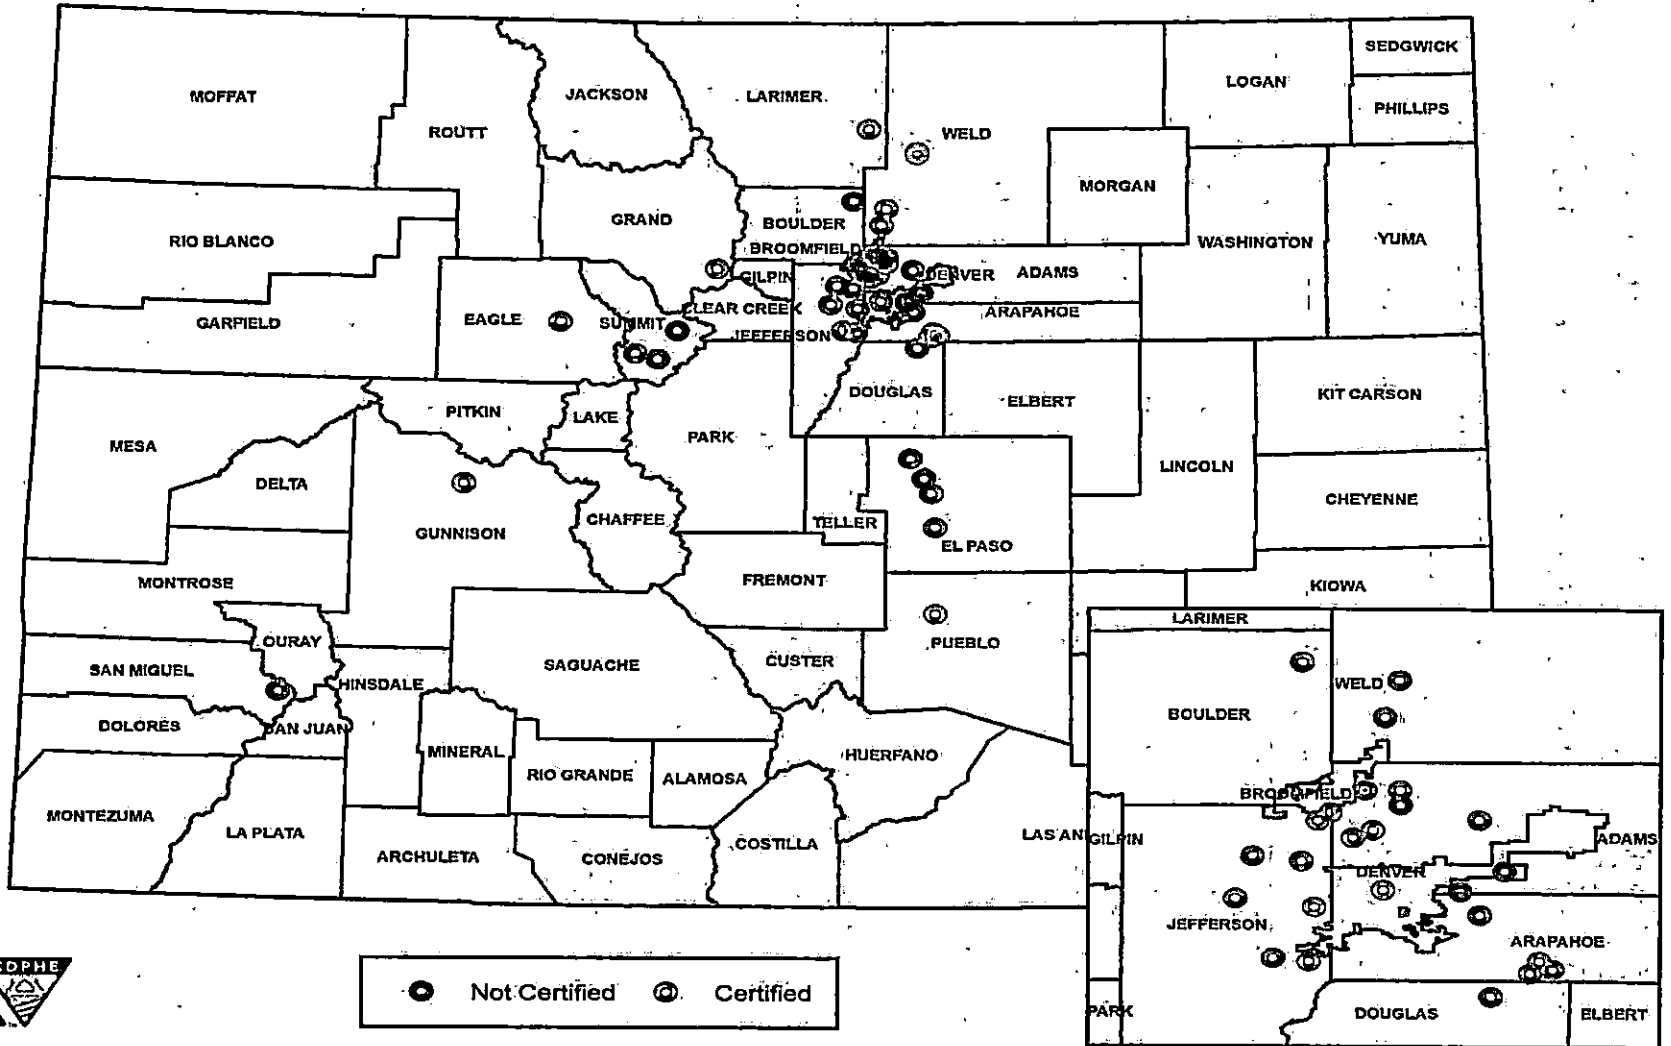 MOFFAT
ROUTT
JACKSON
LARIMER
WELD
LOGAN
SEDGWICK
PHILLIPS
MORGAN
WASHINGTON
YUMA
RIO BLANCO
GRAND
BOULDER
BROOMFIELD
GILPIN
DENVER
ADAMS
GARFIELD
EAGLE
SUMMIT
CLEAR CREEK
JEFFERSON
ARAPAHOE
DOUGLAS
ELBERT
KIT CARSON
PITKIN
LAKE
PARK
MESA
DELTA
LINCOLN
CHEYENNE
GUNNISON
CHAFFEE
TELLER
EL PASO
MONTROSE
FREMONT
KIOWA
OURAY
PUEBLO
SAN MIGUEL
HINSDALE
SAGUACHE
CUSTER
DOLORES
SAN JUAN
MINERAL
RIO GRANDE
ALAMOSA
HUERFANO
MONTEZUMA
LA PLATA
ARCHULETA
CONEJOS
COSTILLA
LAS AN
LARIMER
WELD
BOULDER
BROOMFIELD
GILPIN
ADAMS
DENVER
JEFFERSON
ARAPAHOE
PARK
DOUGLAS
ELBERT
CDPHE
Not Certified
Certified